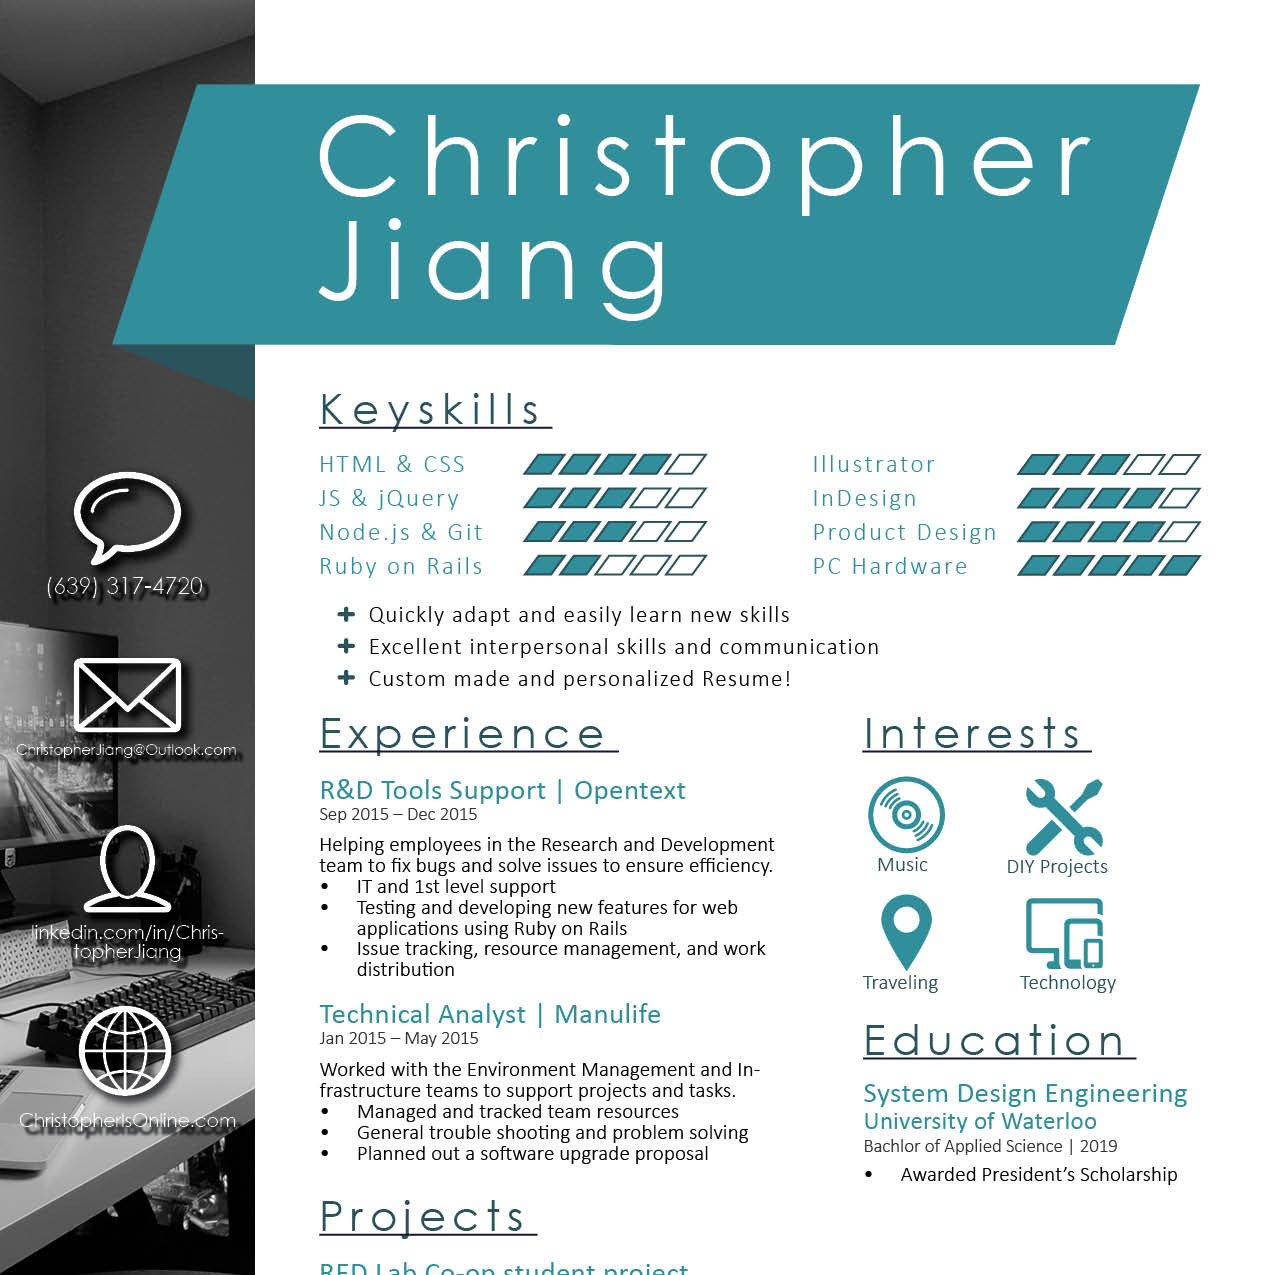 Christopher
Jiang
(639) 317-4720
ChristopherJiang@Outlook.com
linkedin.com/in/Chris-
topherJiang
ChristopherIsOnline.com
Keyskills
HTML & CSS
JS & jQuery
Node.js & Git
Ruby on Rails
Illustrator
InDesign
Product Design
PC Hardware
Quickly adapt and easily learn new skills
Excellent interpersonal skills and communication
Custom made and personalized Resume!
Experience
R&D Tools Support | Opentext
Sep 2015 – Dec 2015
Helping employees in the Research and Development
team to fix bugs and solve issues to ensure efficiency.
• IT and 1st level support
• Testing and developing new features for web
applications using Ruby on Rails
• Issue tracking, resource management, and work
distribution
Technical Analyst | Manulife
Jan 2015 – May 2015
Worked with the Environment Management and In-
frastructure teams to support projects and tasks.
• Managed and tracked team resources
• General trouble shooting and problem solving
• Planned out a software upgrade proposal
Projects
RED Lab Co-op student project
Interests
Music
DIY Projects
Traveling
Technology
Education
System Design Engineering
University of Waterloo
Bachlor of Applied Science | 2019
• Awarded President's Scholarship